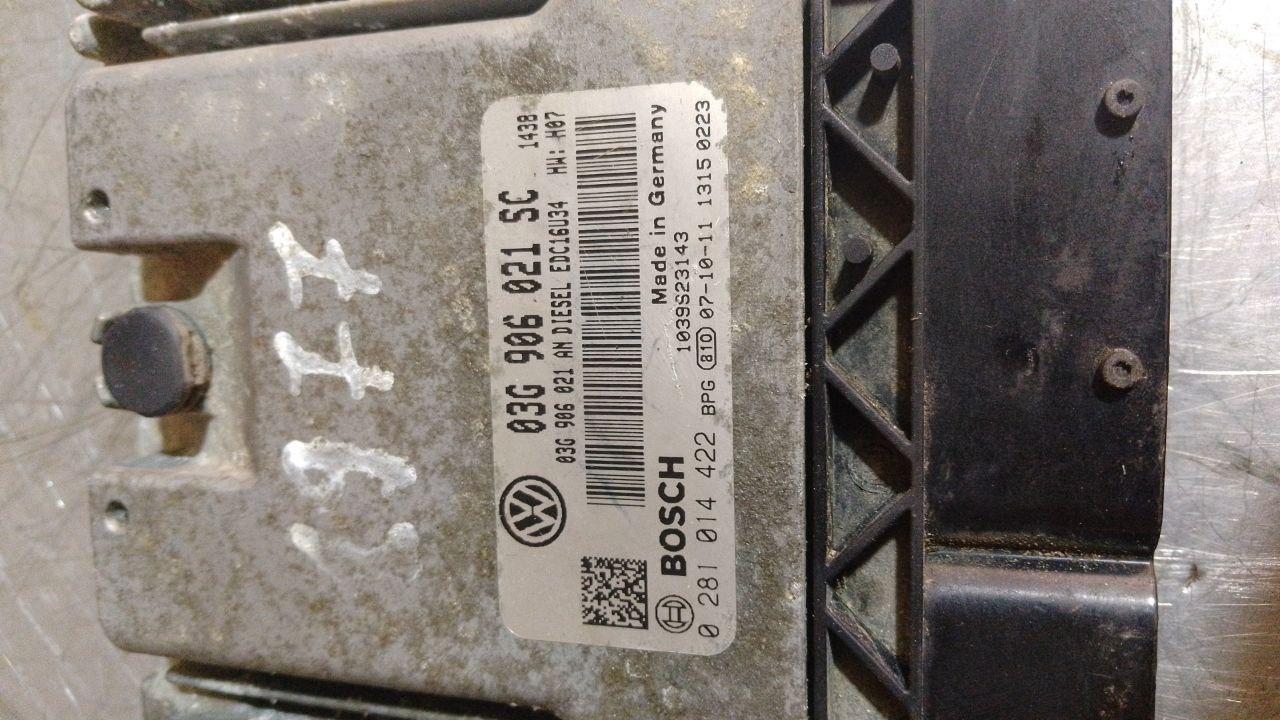 03G 906 021 SC 1438
03G 906 021 AN DIESEL EDC16U34 HW: H07
Made in Germany
BOSCH 1039S23143
0 281 014 422 BPG 810 07-10-11 1315 0223